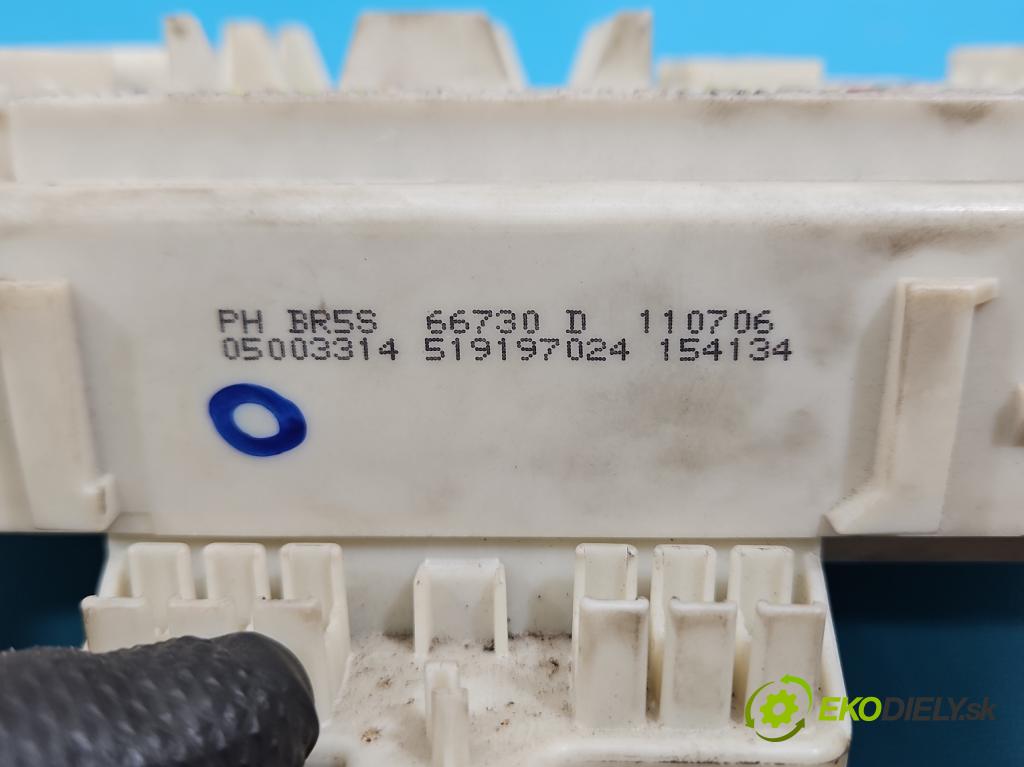 PH BR5S 66730 D 110706
05003314 519197024 154134
EKODIELY.sk